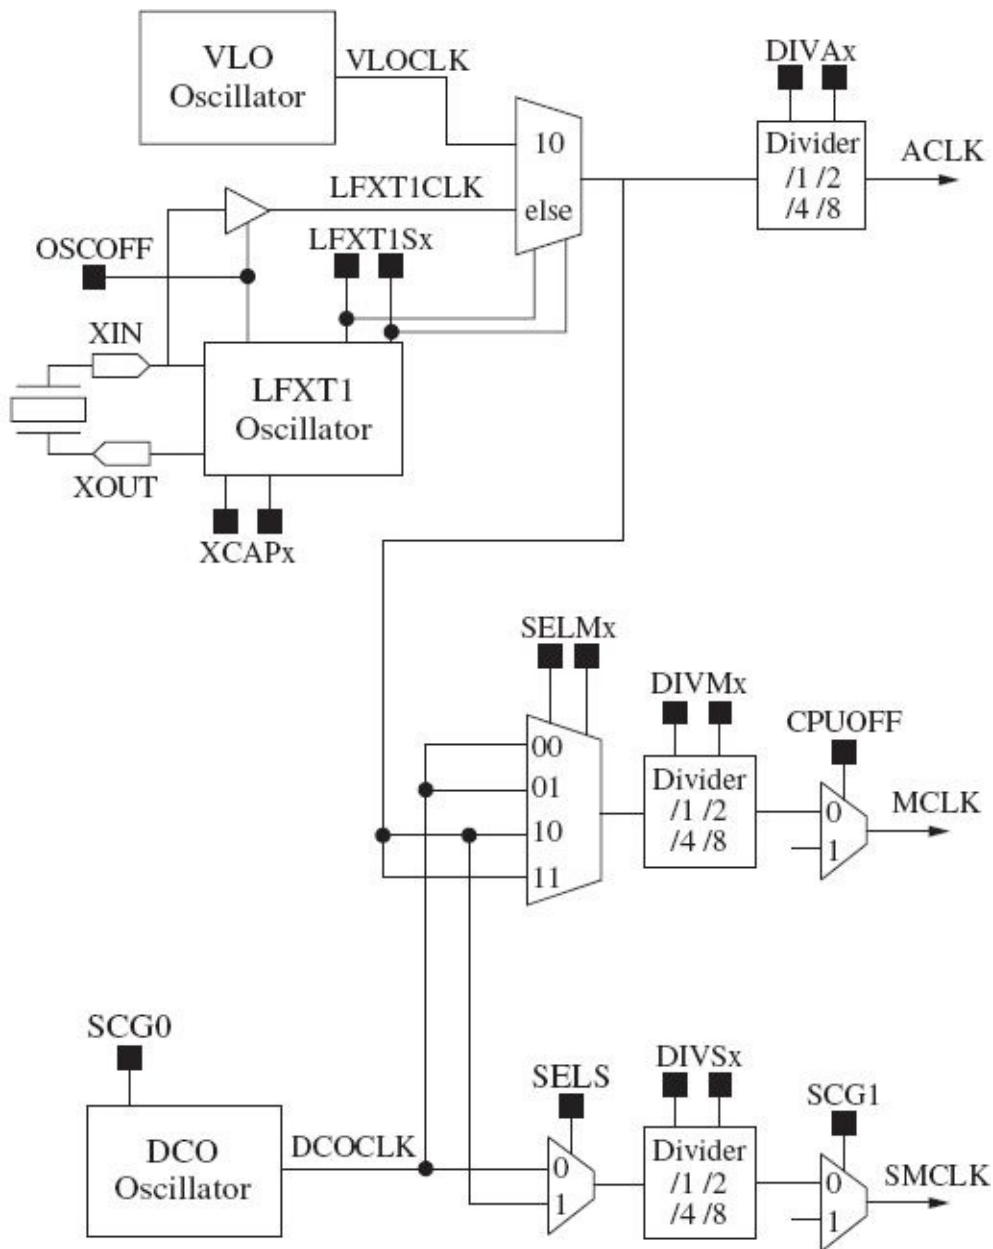 VLO
Oscillator
VLOCLK
DIVAx
10
else
Divider
/1 /2
/4 /8
ACLK
LFXT1CLK
LFXT1Sx
OSCOFF
XIN
LFXT1
Oscillator
XOUT
XCAPx
SELMx
00
01
10
11
DIVMx
Divider
/1 /2
/4 /8
CPUOFF
0
1
MCLK
SCG0
DCO
Oscillator
DCOCLK
SELS
0
1
DIVSx
Divider
/1 /2
/4 /8
SCG1
0
1
SMCLK